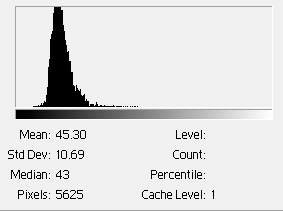 Mean: 45.30 Level:
Std Dev: 10.69 Count:
Median: 43 Percentile:
Pixels: 5625 Cache Level: 1